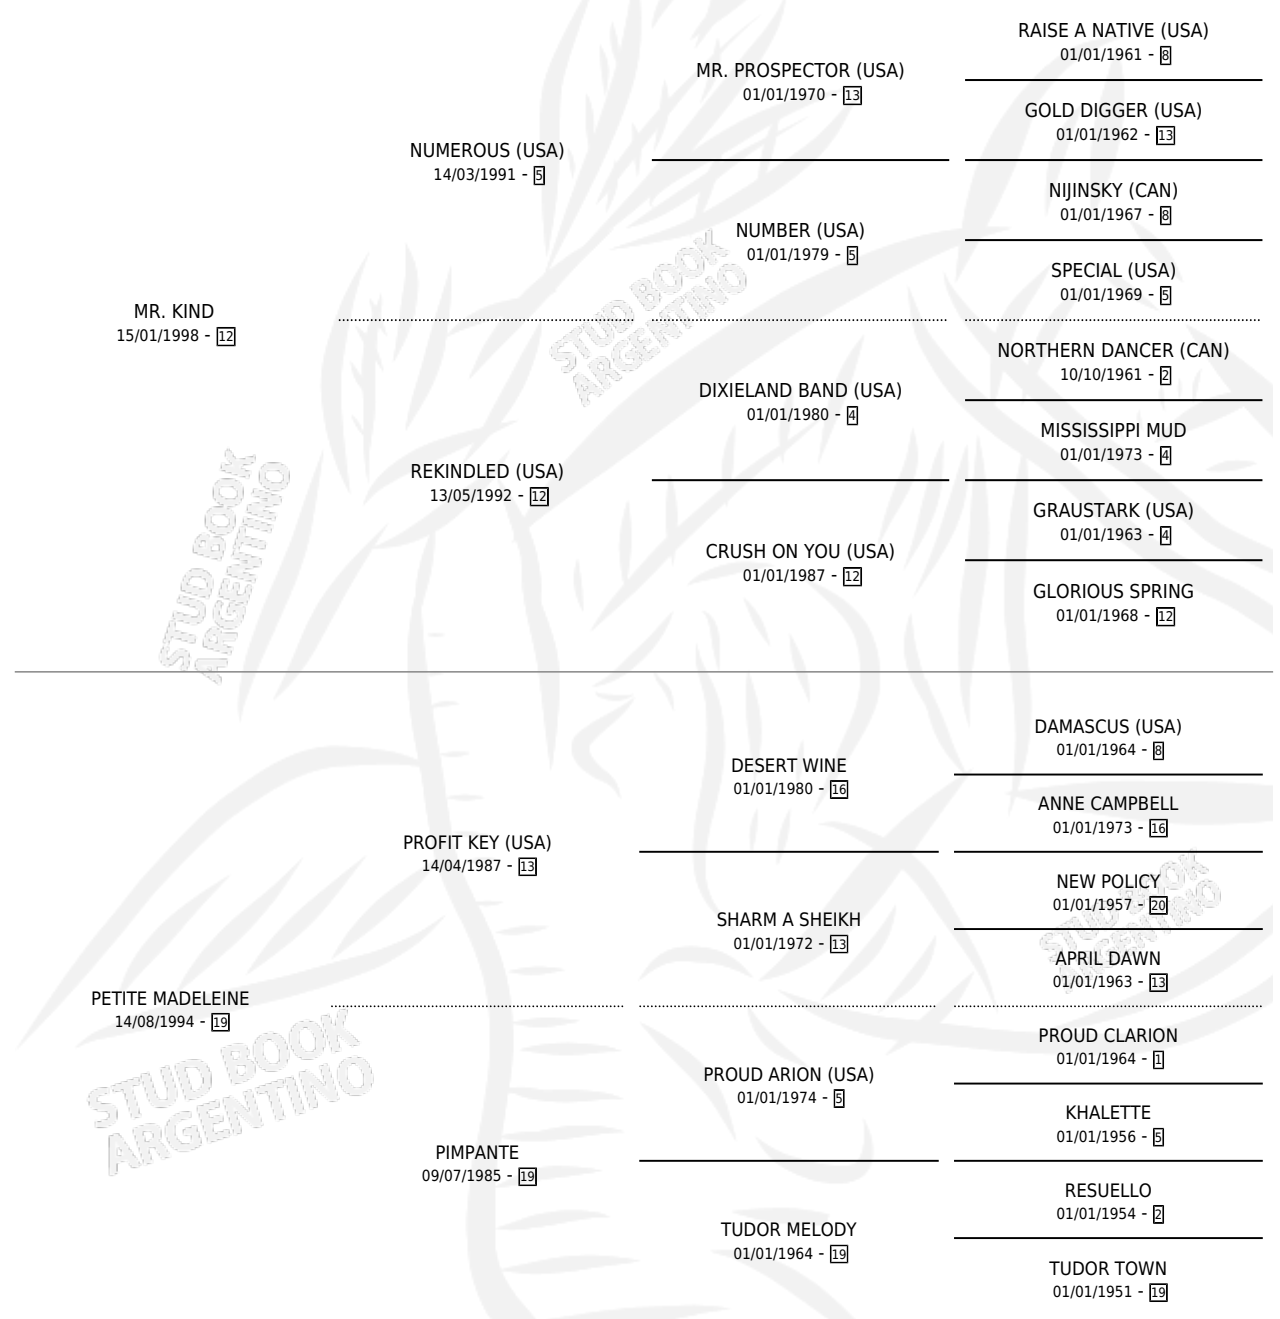 RAISE A NATIVE (USA)
01/01/1961 - 8
MR. PROSPECTOR (USA)
01/01/1970 - 13
GOLD DIGGER (USA)
01/01/1962 - 13
NUMEROUS (USA)
14/03/1991 - 5
NIJINSKY (CAN)
01/01/1967 - 8
NUMBER (USA)
01/01/1979 - 5
SPECIAL (USA)
01/01/1969 - 5
MR. KIND
15/01/1998 - 12
NORTHERN DANCER (CAN)
10/10/1961 - 2
DIXIELAND BAND (USA)
01/01/1980 - 4
MISSISSIPPI MUD
01/01/1973 - 4
REKINDLED (USA)
13/05/1992 - 12
GRAUSTARK (USA)
01/01/1963 - 4
CRUSH ON YOU (USA)
01/01/1987 - 12
GLORIOUS SPRING
01/01/1968 - 12
STUD BOOK
ARGENTINO
STUD BOOK
ARGENTINO
DAMASCUS (USA)
01/01/1964 - 8
DESERT WINE
01/01/1980 - 16
ANNE CAMPBELL
01/01/1973 - 16
PROFIT KEY (USA)
14/04/1987 - 13
NEW POLICY
01/01/1957 - 20
SHARM A SHEIKH
01/01/1972 - 13
APRIL DAWN
01/01/1963 - 13
PETITE MADELEINE
14/08/1994 - 19
PROUD CLARION
01/01/1964 - 1
PROUD ARION (USA)
01/01/1974 - 5
KHALETTE
01/01/1956 - 5
PIMPANTE
09/07/1985 - 19
RESUELLO
01/01/1954 - 2
TUDOR MELODY
01/01/1964 - 19
TUDOR TOWN
01/01/1951 - 19
STUD BOOK
ARGENTINO
STUD BOOK
ARGENTINO